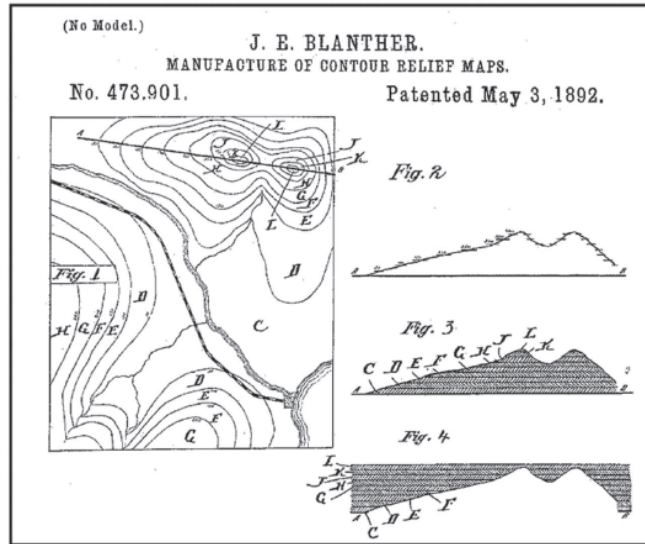 (No Model.)
J. E. BLANTHER.
MANUFACTURE OF CONTOUR RELIEF MAPS.
No. 473,901.
Patented May 3, 1892.
A
J
L
K
J
K
B
H
H
G
F
E
L
D
C
Fig. 1
D
H G F E
D
E
F
G
Fig. 2
A
B
Fig. 3
C D E F G H J L K
A
B
Fig. 4
L
K
J
H
G
A
C D E F
B